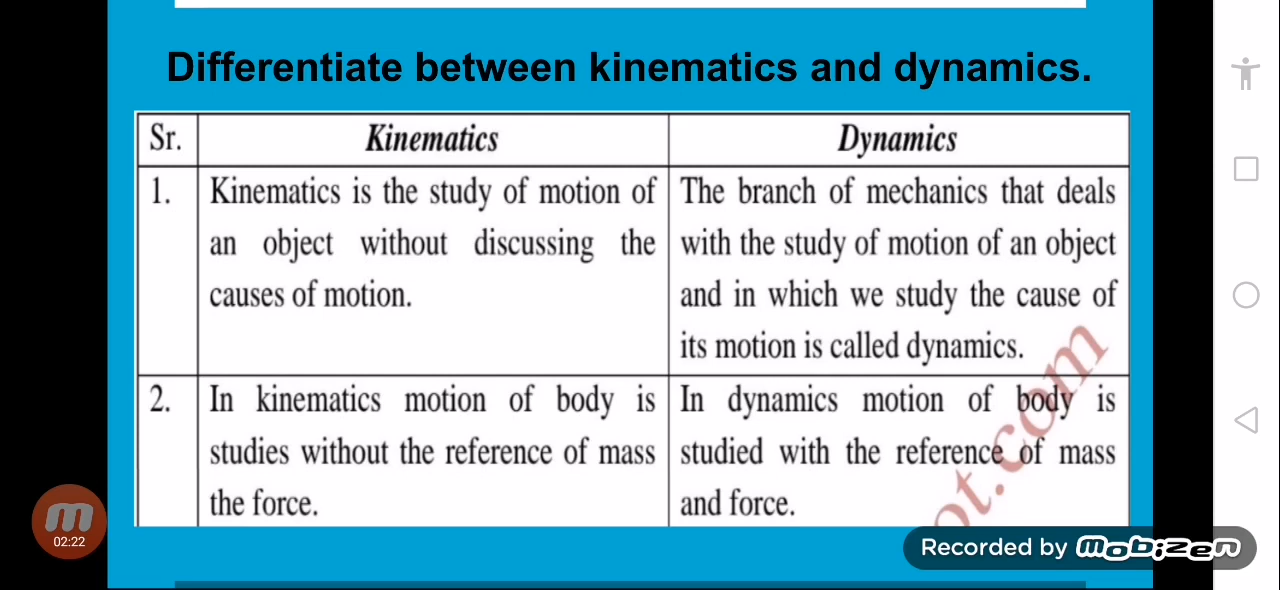 Differentiate between kinematics and dynamics.
Sr. Kinematics Dynamics
1. Kinematics is the study of motion of
an object without discussing the
causes of motion.
The branch of mechanics that deals
with the study of motion of an object
and in which we study the cause of
its motion is called dynamics.
2. In kinematics motion of body is
studies without the reference of mass
the force.
In dynamics motion of body is
studied with the reference of mass
and force.
ot.com
02:22
Recorded by mobizen